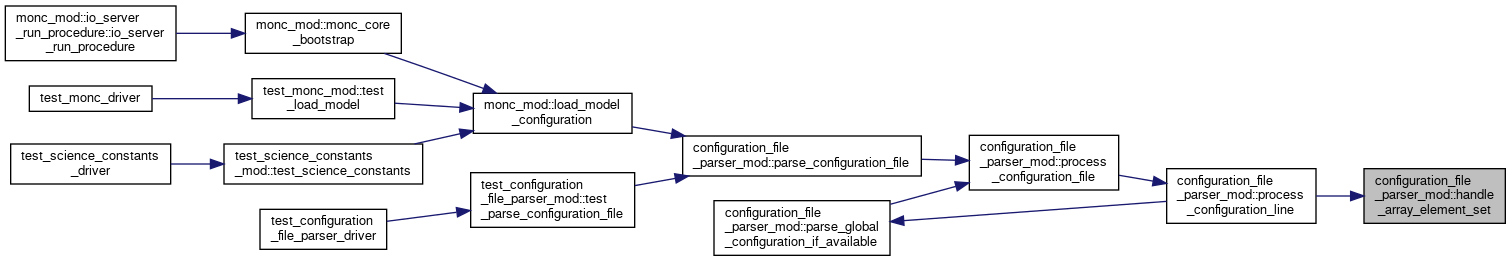 monc_mod::io_server
_run_procedure::io_server
_run_procedure
monc_mod::monc_core
_bootstrap
test_monc_driver
test_monc_mod::test
_load_model
monc_mod::load_model
_configuration
test_science_constants
_driver
test_science_constants
_mod::test_science_constants
configuration_file
_parser_mod::parse_configuration_file
configuration_file
_parser_mod::process
_configuration_file
configuration_file
_parser_mod::process
_configuration_line
configuration_file
_parser_mod::handle
_array_element_set
test_configuration
_file_parser_mod::test
_parse_configuration_file
test_configuration
_file_parser_driver
configuration_file
_parser_mod::parse_global
_configuration_if_available